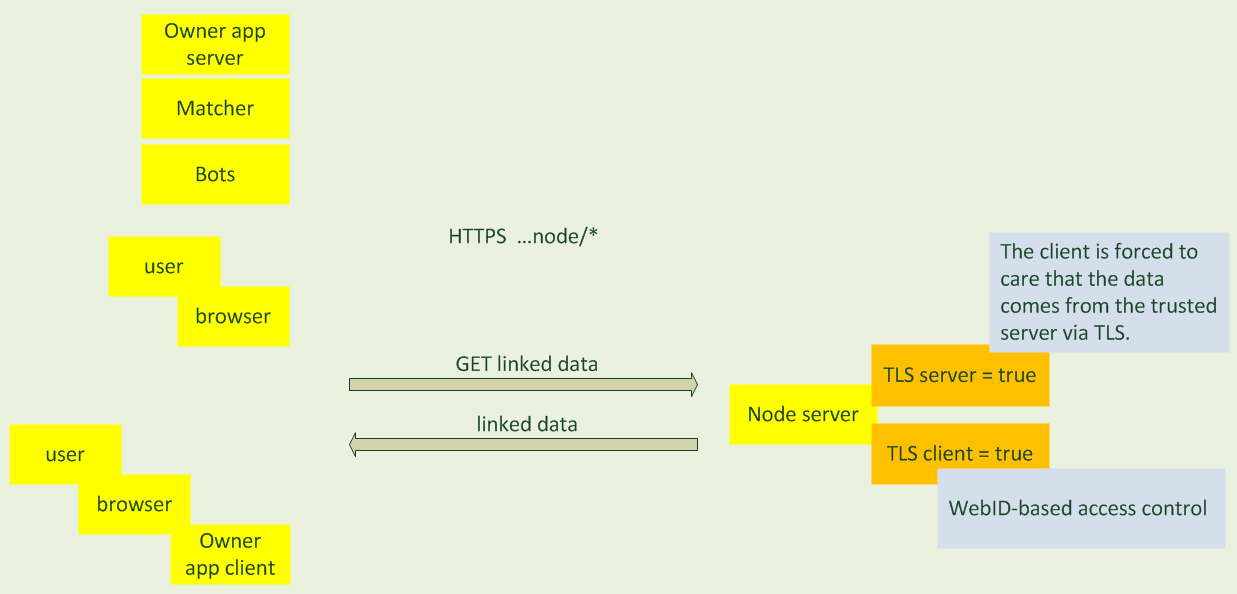 Owner app
server
Matcher
Bots
HTTPS ...node/*
user
browser
The client is forced to
care that the data
comes from the trusted
server via TLS.
GET linked data
TLS server = true
Node server
linked data
TLS client = true
user
browser
Owner
app client
WebID-based access control